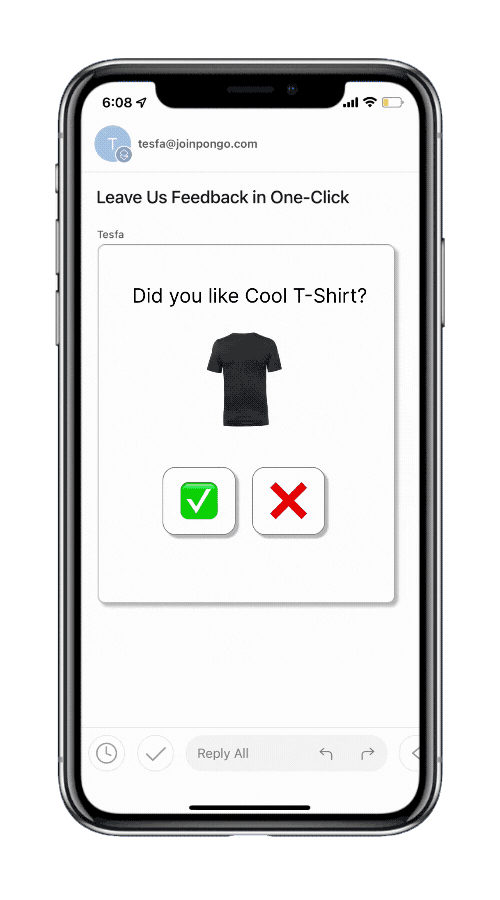 6:08
T
tesfa@joinpongo.com
Leave Us Feedback in One-Click
Tesfa
Did you like Cool T-Shirt?
Reply All